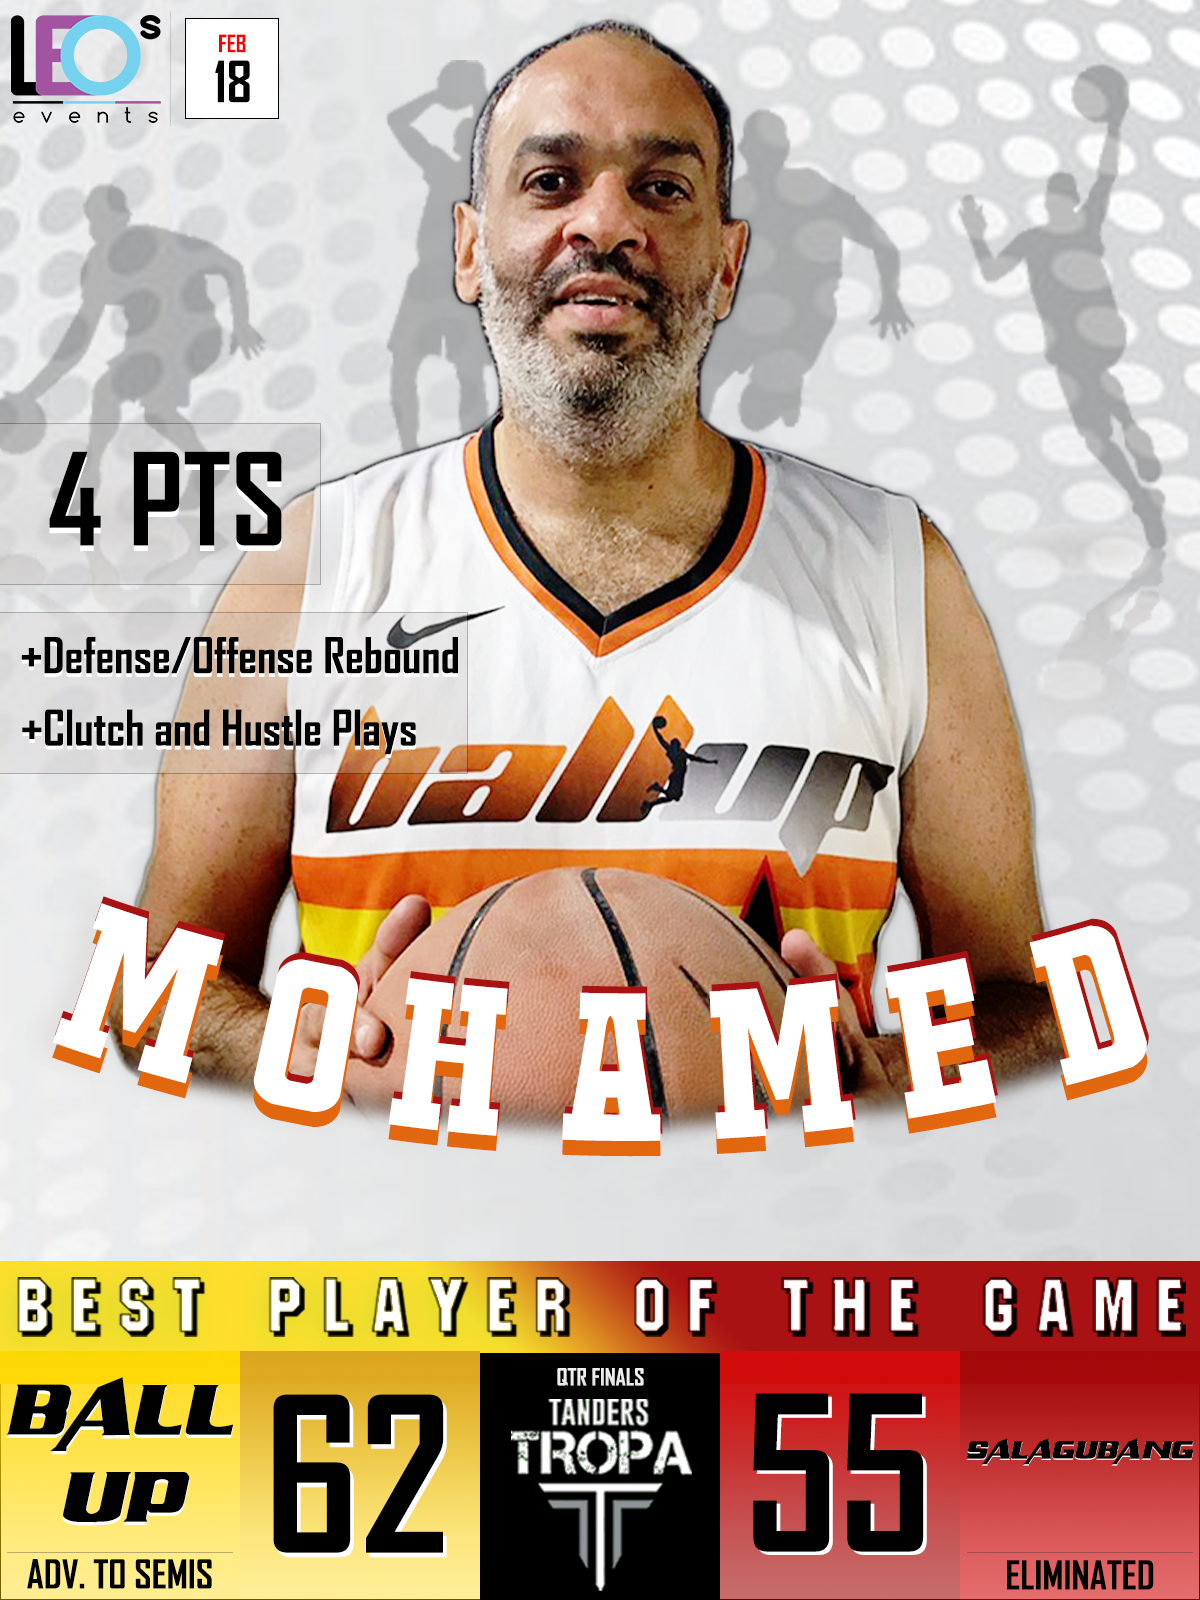 LEOs
events
FEB
18
4 PTS
+Defense/Offense Rebound
+Clutch and Hustle Plays
ball up
MOHAMED
BEST PLAYER OF THE GAME
BALL
UP
ADV. TO SEMIS
62
QTR FINALS
TANDERS
TROPA
55
SALAGUBANG
ELIMINATED